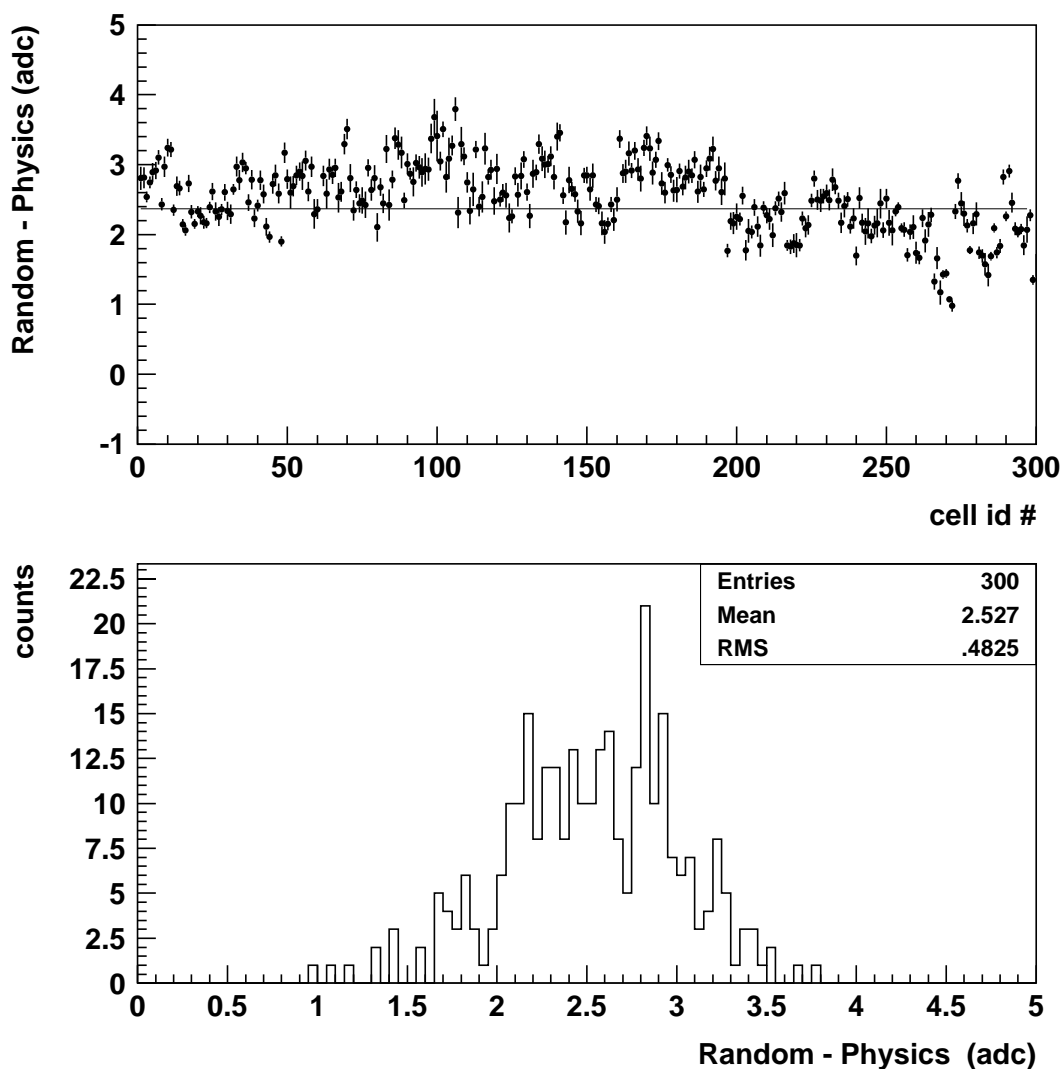 Random - Physics (adc)
5
4
3
2
1
0
-1
0 50 100 150 200 250 300
cell id #
counts
22.5
20
17.5
15
12.5
10
7.5
5
2.5
0
Entries 300
Mean 2.527
RMS .4825
0 0.5 1 1.5 2 2.5 3 3.5 4 4.5 5
Random - Physics (adc)